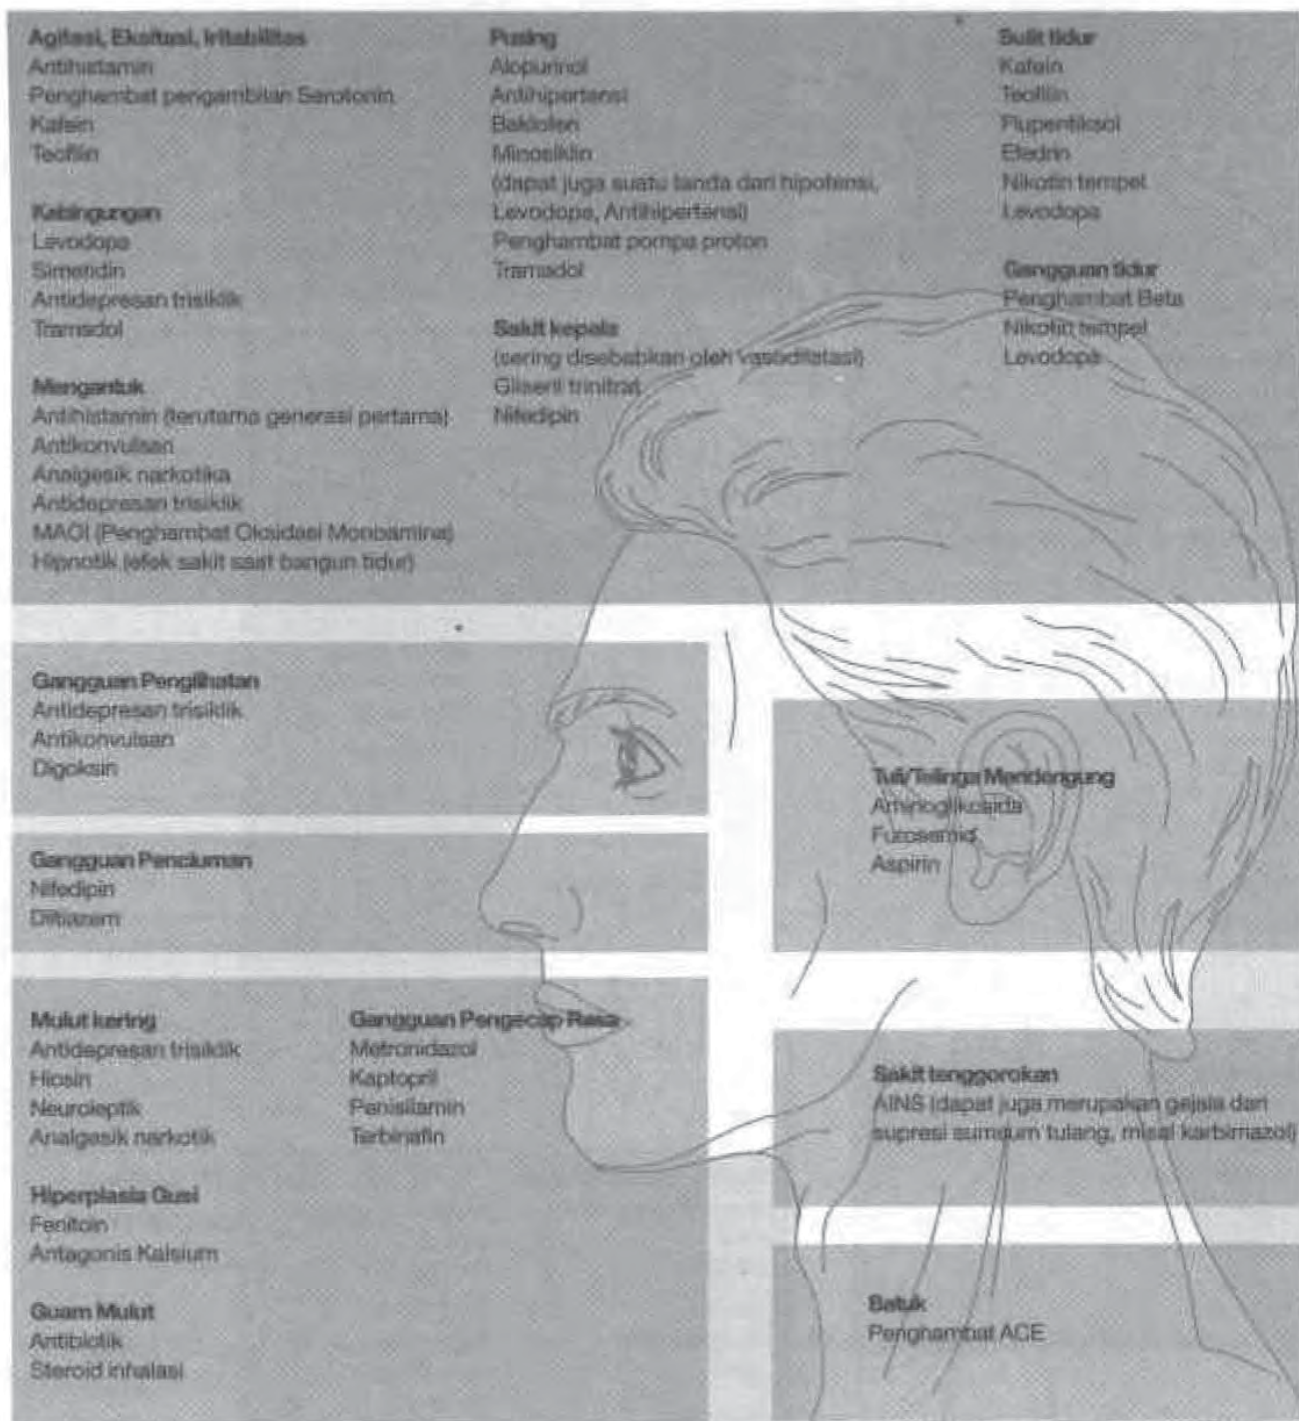 Agitasi, Eksitasi, Iritabilitas
Antihistamin
Penghambat pengambilan Serotonin
Kafein
Teofilin
Kebingungan
Levodopa
Simetidin
Antidepresan trisiklik
Tramadol
Mengantuk
Antihistamin (terutama generasi pertama)
Antikonvulsan
Analgesik narkotika
Antidepresan trisiklik
MAOI (Penghambat Oksidasi Monoamina)
Hipnotik (efek sakit saat bangun tidur)
Pusing
Alopurinol
Antihipertensi
Baklofen
Minosiklin
(dapat juga suatu tanda dari hipotensi,
Levodopa, Antihipertensi)
Penghambat pompa proton
Tramadol
Sakit kepala
(sering disebabkan oleh vasodilatasi)
Gliseril trinitrat
Nifedipin
Sulit tidur
Kafein
Teofilin
Flupentiksol
Efedrin
Nikotin tempel
Levodopa
Gangguan tidur
Penghambat Beta
Nikotin tempel
Levodopa
Gangguan Penglihatan
Antidepresan trisiklik
Antikonvulsan
Digoksin
Tuli/Telinga Mendengung
Aminoglikosida
Furosemid
Aspirin
Gangguan Penciuman
Nifedipin
Diltiazem
Mulut kering
Antidepresan trisiklik
Hiosin
Neuroleptik
Analgesik narkotik
Hiperplasia Gusi
Fenitoin
Antagonis Kalsium
Guam Mulut
Antibiotik
Steroid inhalasi
Gangguan Pengecap Rasa
Metronidazol
Kaptopril
Penisilamin
Terbinafin
Sakit tenggorokan
AINS (dapat juga merupakan gejala dari
supresi sumsum tulang, misal karbimazol)
Batuk
Penghambat ACE